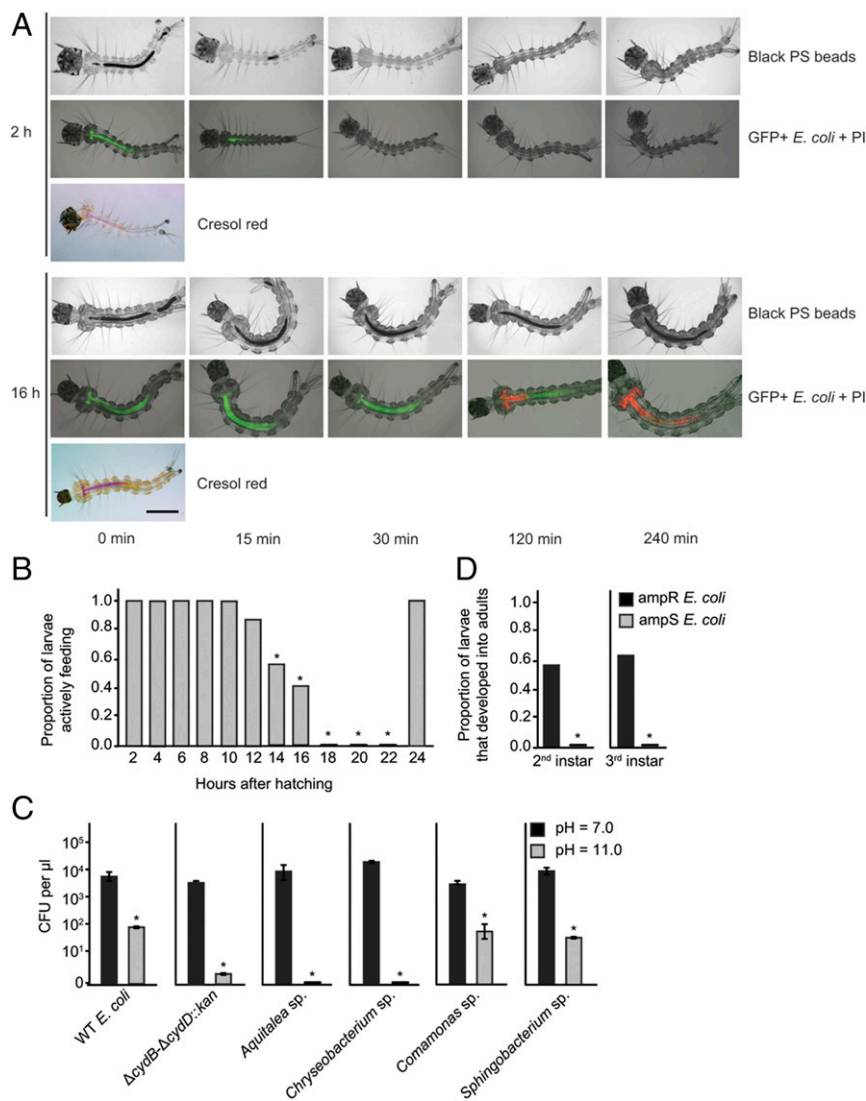 A
Black PS beads
2 h
GFP+ E. coli + PI
Cresol red
Black PS beads
16 h
GFP+ E. coli + PI
Cresol red
0 min 15 min 30 min 120 min 240 min
B
Proportion of larvae
actively feeding
1.0
0.8
0.6
0.4
0.2
0.0
* * * * *
2 4 6 8 10 12 14 16 18 20 22 24
Hours after hatching
D
Proportion of larvae
that developed into adults
1.0
0.8
0.6
0.4
0.2
0.0
ampR E. coli
ampS E. coli
* *
2nd instar 3rd instar
C
CFU per µl
10⁵
10⁴
10³
10²
10¹
0
pH = 7.0
pH = 11.0
* * * * * *
WT E. coli
ΔcydB-ΔcydD::kan
Aquitalea sp.
Chryseobacterium sp.
Comamonas sp.
Sphingobacterium sp.